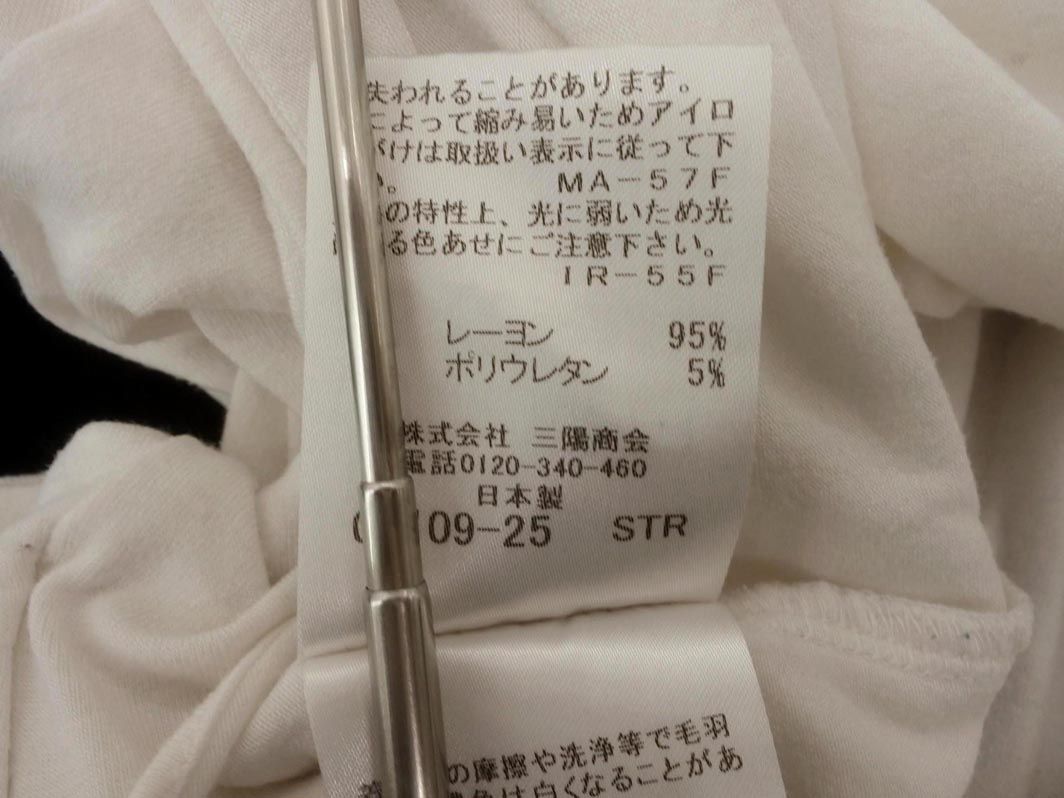 失われることがあります。
によって縮み易いためアイロ
がけは取扱い表示に従って下
い。 MA-57F
の特性上、光に弱いため光
る色あせにご注意下さい。
IR-55F
レーヨン 95%
ポリウレタン 5%
株式会社 三陽商会
電話0120-340-460
日本製
09-25 STR
の摩擦や洗浄等で毛羽
色は白くなることがあ